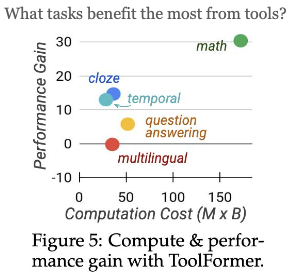 What tasks benefit the most from tools?
Performance Gain
30
20
10
0
-10
math
cloze
temporal
question
answering
multilingual
0
50
100
150
Computation Cost (M x B)
Figure 5: Compute & perfor-
mance gain with ToolFormer.